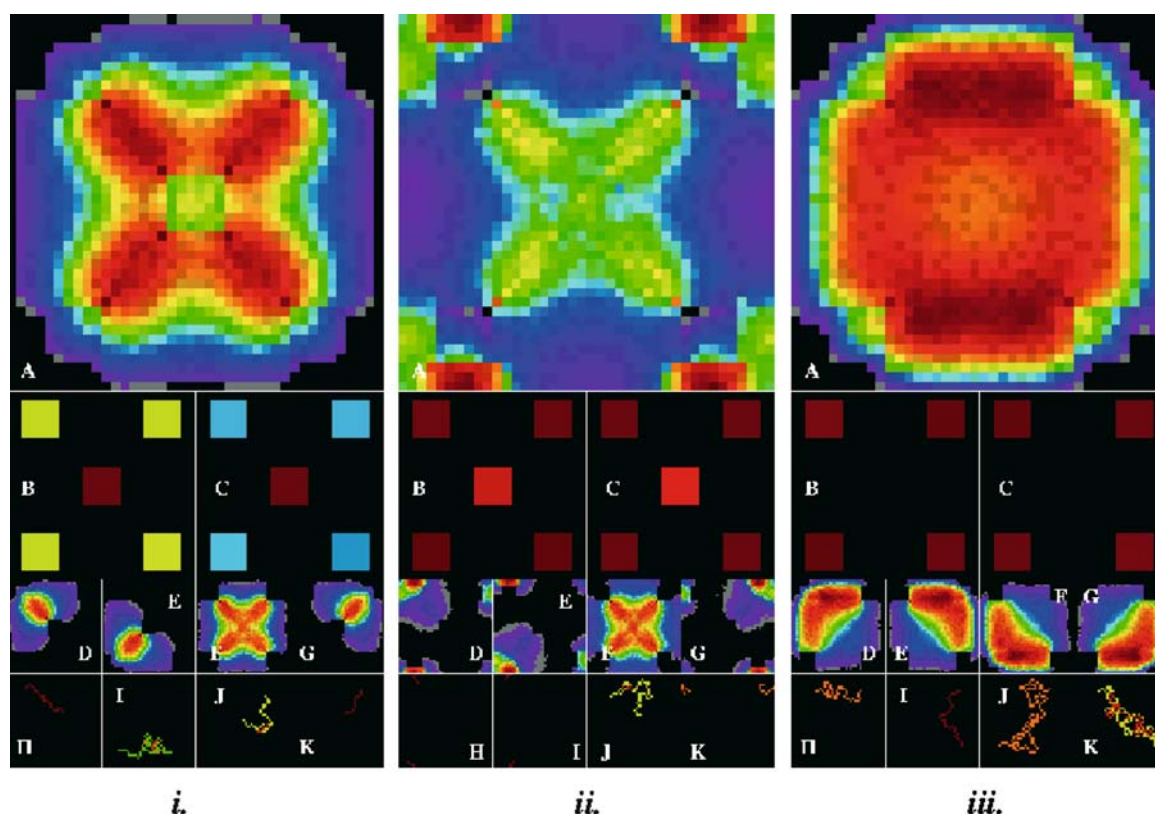 A A A
B C B C B C
E E F G
D F G D F G D E
I J I J
H K H I J K H K
i. ii. iii.